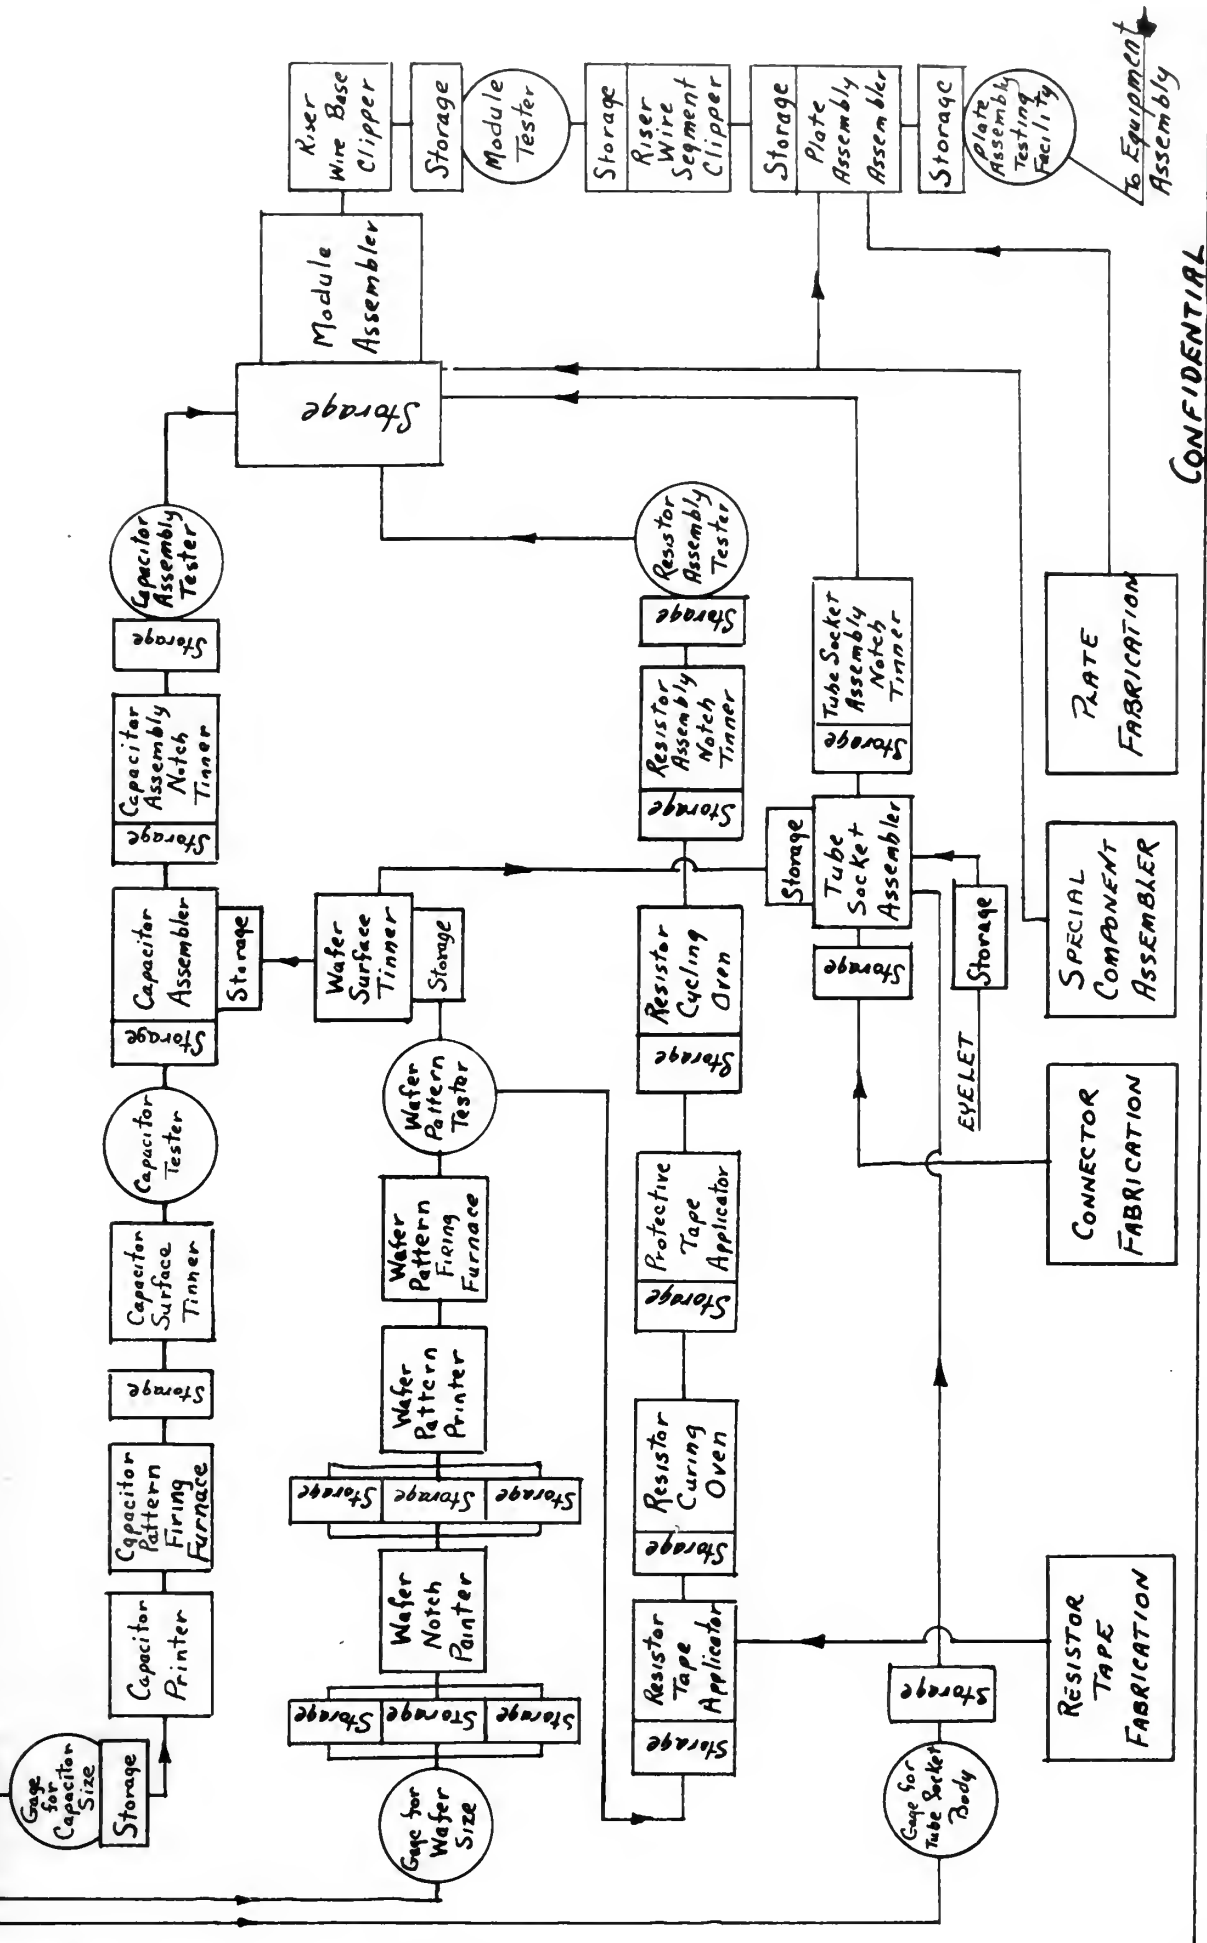 Riser
Wire Base
Clipper
Storage
Module
Tester
Storage
Riser
Wire
Segment
Clipper
Storage
Plate
Assembly
Assembler
Storage
Plate
Assembly
Testing
Facility
To Equipment
Assembly
Module
Assembler
Storage
Capacitor
Assembly
Tester
Storage
Capacitor
Assembly
Notch
Tinner
Storage
Capacitor
Assembler
Storage
Storage
Capacitor
Tester
Capacitor
Surface
Tinner
Storage
Capacitor
Pattern
Firing
Furnace
Capacitor
Printer
Gage
for
Capacitor
Size
Storage
Wafer
Surface
Tinner
Storage
Wafer
Pattern
Tester
Wafer
Pattern
Firing
Furnace
Wafer
Pattern
Printer
Storage
Storage
Storage
Wafer
Notch
Painter
Storage
Storage
Storage
Gage for
Wafer
Size
Resistor
Assembly
Tester
Storage
Resistor
Assembly
Notch
Tinner
Storage
Resistor
Cycling
Oven
Storage
Protective
Tape
Applicator
Storage
Resistor
Curing
Oven
Storage
Resistor
Tape
Applicator
Storage
Tube Socket
Assembly
Notch
Tinner
Storage
Storage
Tube
Socket
Assembler
Storage
Storage
EYELET
Storage
Gage for
Tube Socket
Body
PLATE
FABRICATION
SPECIAL
COMPONENT
ASSEMBLER
CONNECTOR
FABRICATION
RESISTOR
TAPE
FABRICATION
CONFIDENTIAL